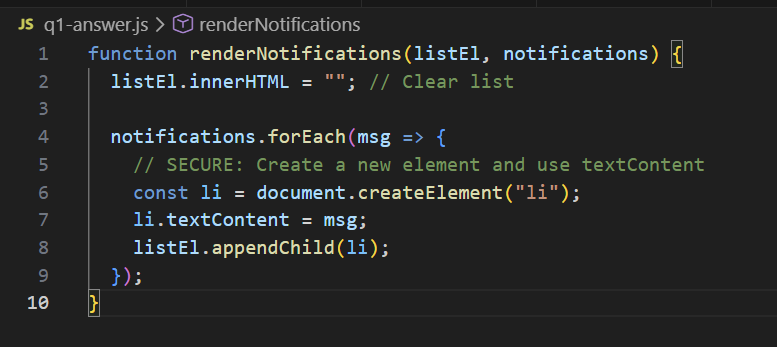 JS q1-answer.js > renderNotifications
1 function renderNotifications(listEl, notifications) {
2   listEl.innerHTML = ""; // Clear list
3
4   notifications.forEach(msg => {
5     // SECURE: Create a new element and use textContent
6     const li = document.createElement("li");
7     li.textContent = msg;
8     listEl.appendChild(li);
9   });
10 }